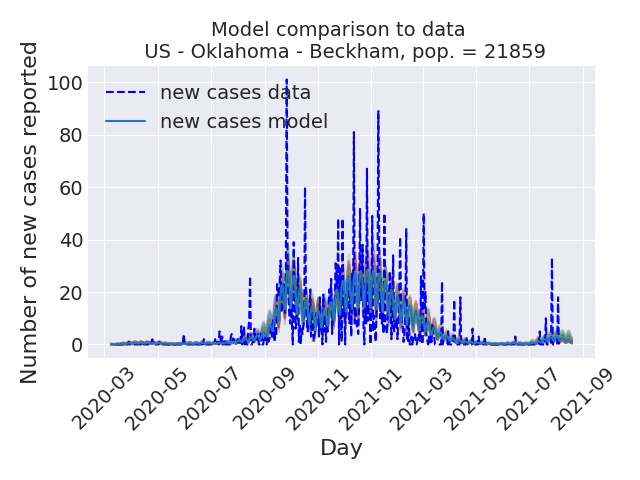 Model comparison to data
US - Oklahoma - Beckham, pop. = 21859
Number of new cases reported
100
80
60
40
20
0
new cases data
new cases model
2020-03
2020-05
2020-07
2020-09
2020-11
2021-01
2021-03
2021-05
2021-07
2021-09
Day